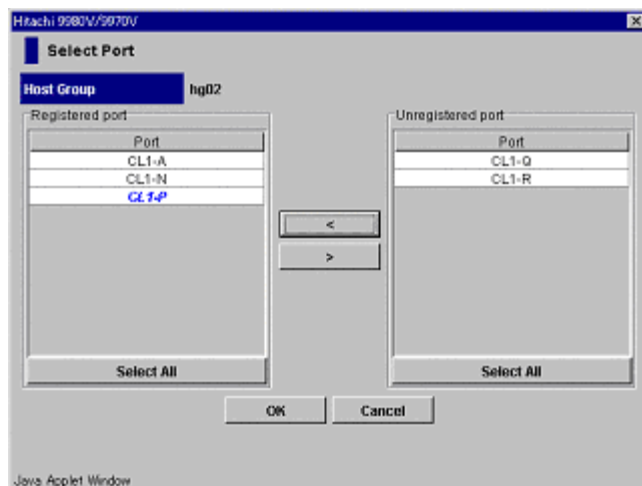 Hitachi 9980V/9970V
Select Port
Host Group hg02
Registered port
Port
CL1-A
CL1-N
CL1-P
Select All
<
>
Unregistered port
Port
CL1-Q
CL1-R
Select All
OK Cancel
Java Applet Window